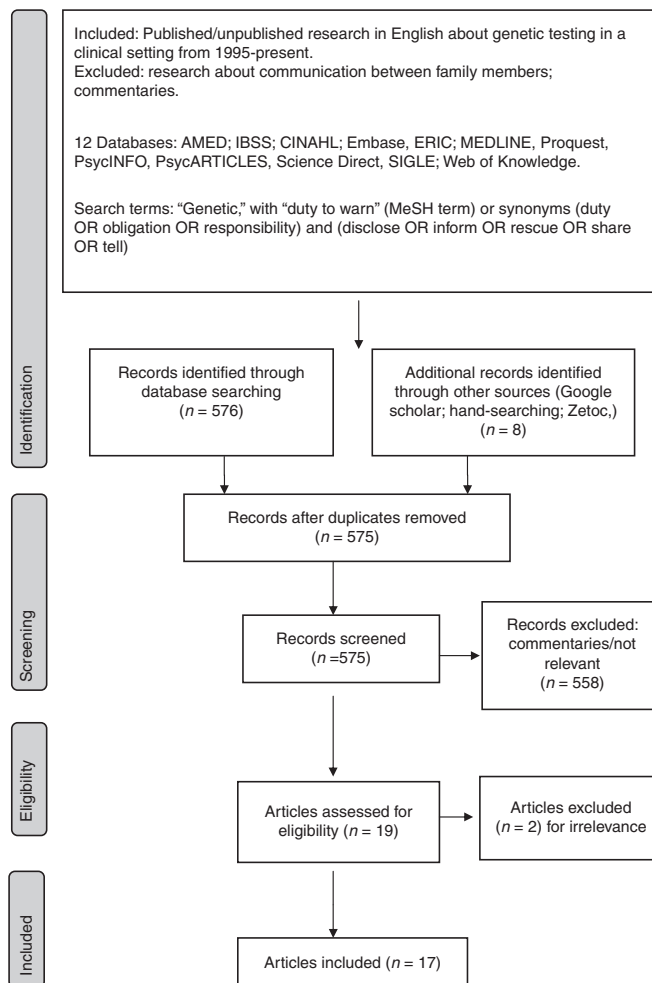 Included: Published/unpublished research in English about genetic testing in a
clinical setting from 1995-present.
Excluded: research about communication between family members;
commentaries.
12 Databases: AMED; IBSS; CINAHL; Embase, ERIC; MEDLINE, Proquest,
PsycINFO, PsycARTICLES, Science Direct, SIGLE; Web of Knowledge.
Search terms: “Genetic,” with “duty to warn” (MeSH term) or synonyms (duty
OR obligation OR responsibility) and (disclose OR inform OR rescue OR share
OR tell)
Identification
Records identified through
database searching
(n = 576)
Additional records identified
through other sources (Google
scholar; hand-searching; Zetoc,)
(n = 8)
Records after duplicates removed
(n = 575)
Screening
Records screened
(n =575)
Records excluded:
commentaries/not
relevant
(n = 558)
Eligibility
Articles assessed for
eligibility (n = 19)
Articles excluded
(n = 2) for irrelevance
Included
Articles included (n = 17)